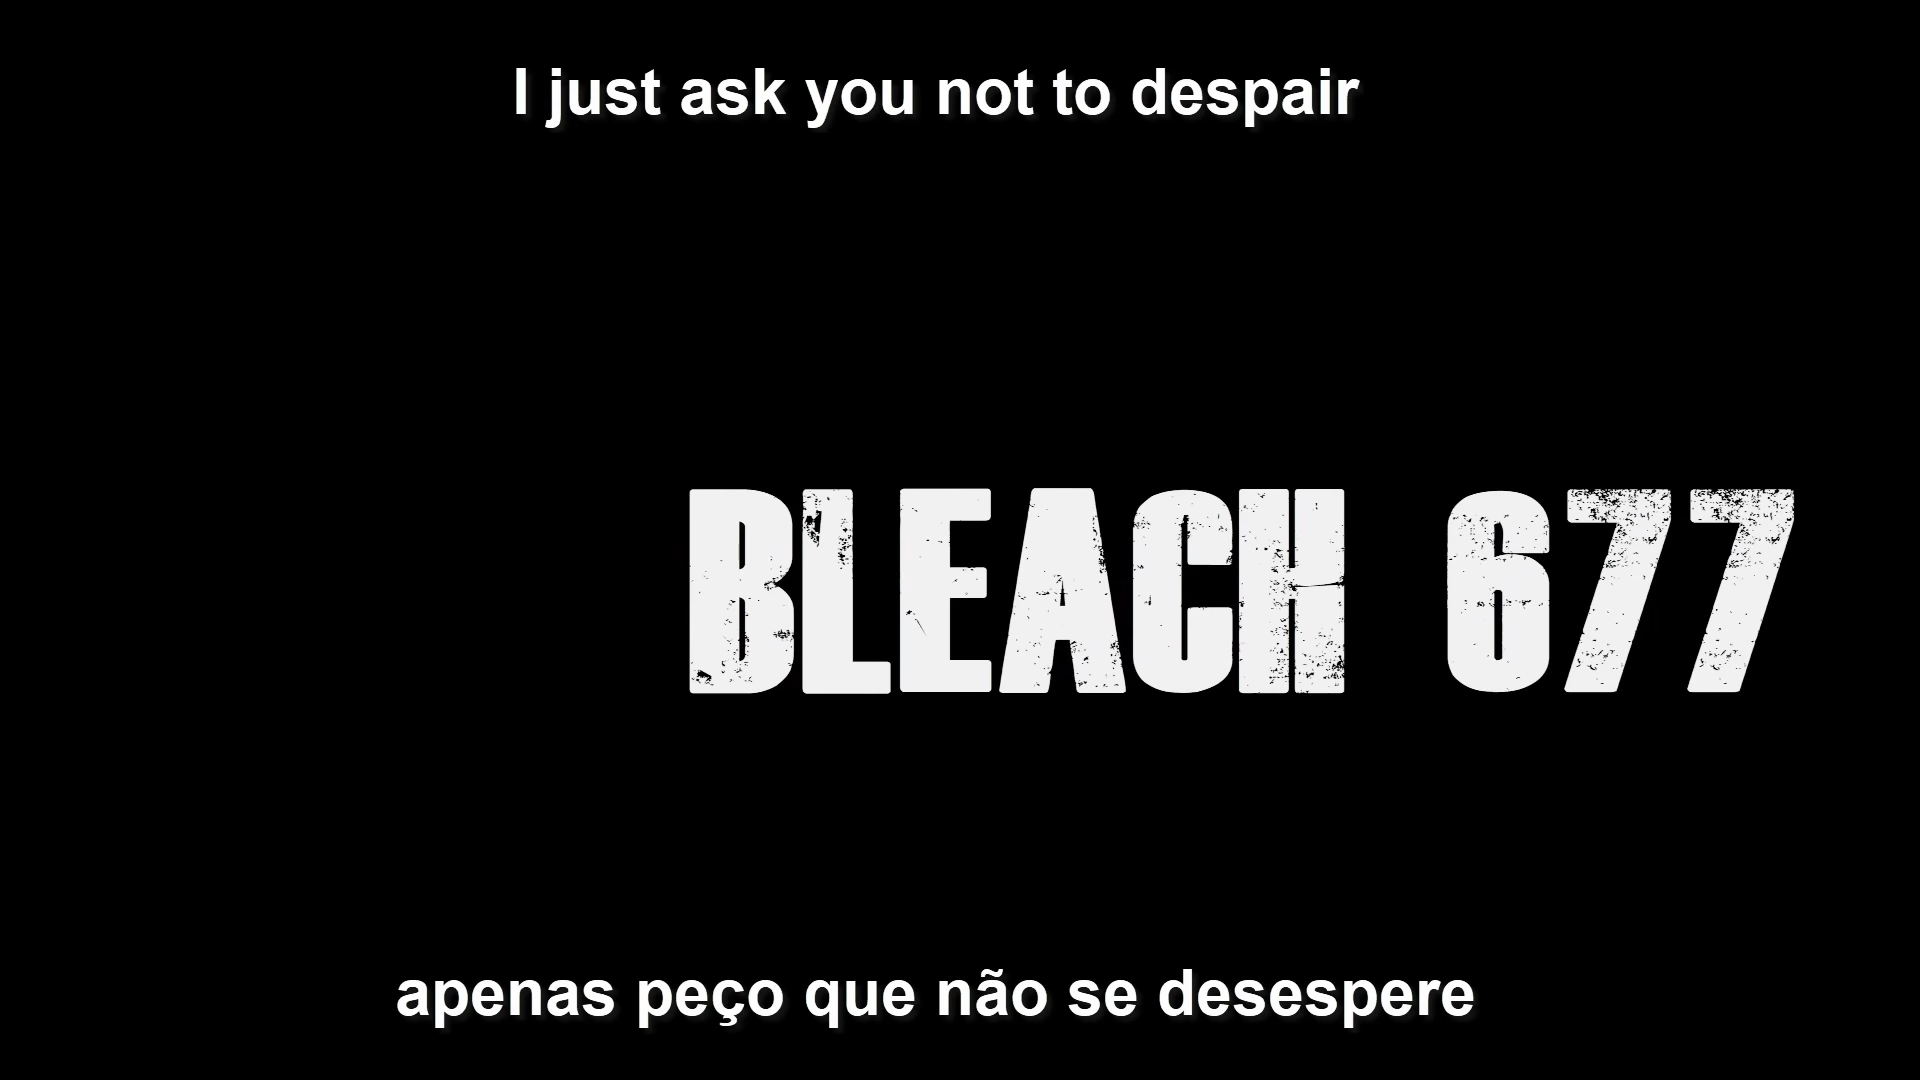 I just ask you not to despair
BLEACH 677
apenas peço que não se desespere